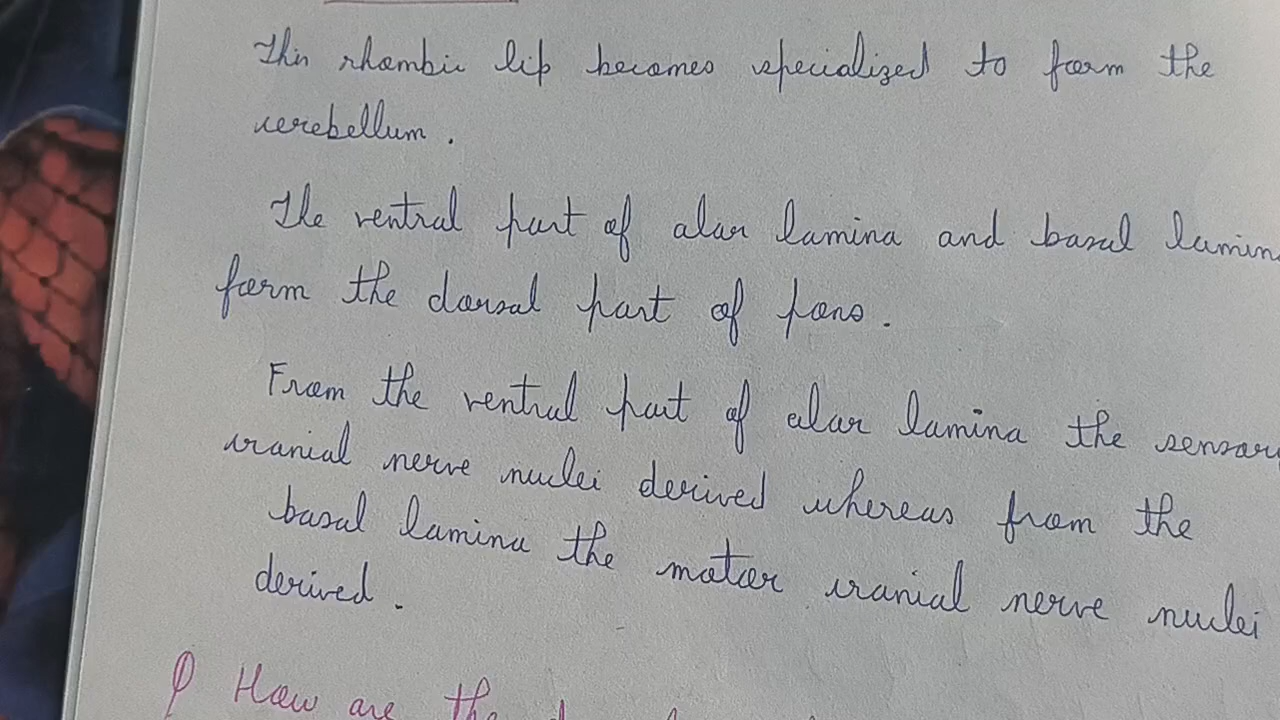 This rhombic lip becomes specialized to form the
cerebellum.
The ventral part of alar lamina and basal lamin
form the dorsal part of pons.
From the ventral part of alar lamina the sensory
cranial nerve nuclei derived whereas from the
basal lamina the motor cranial nerve nuclei
derived.
Q How are the